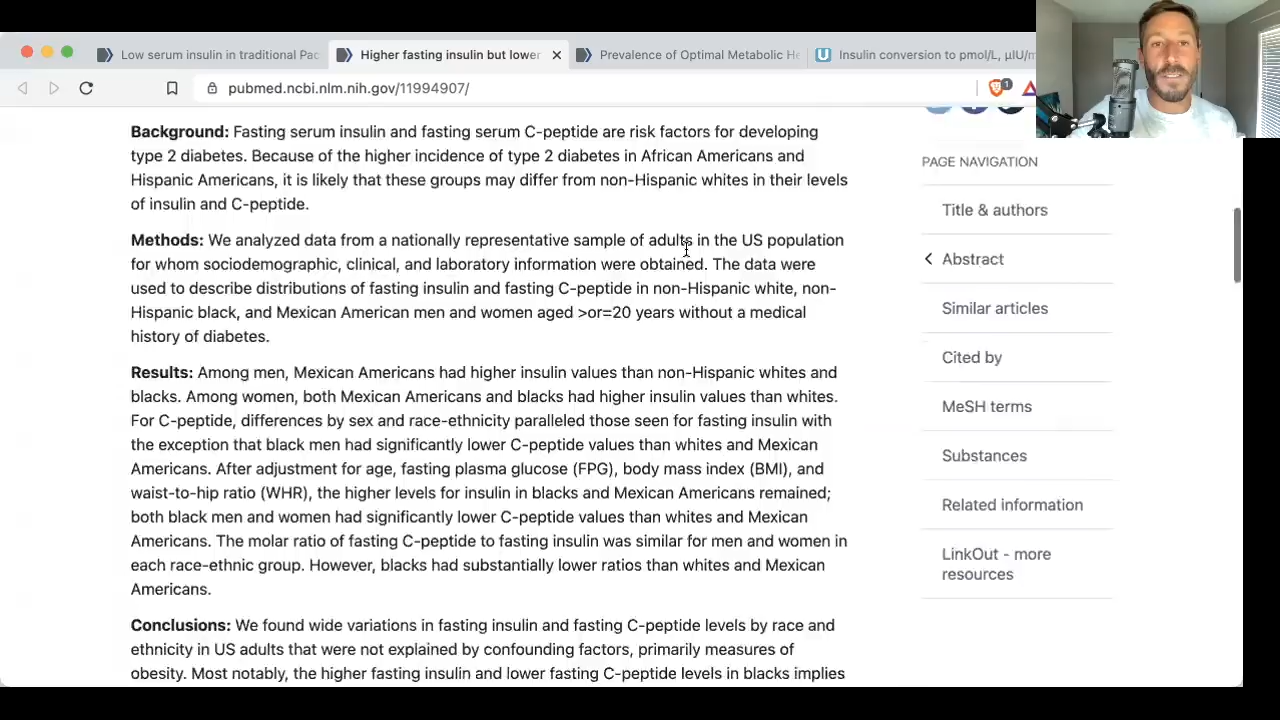 Low serum insulin in traditional Pac
Higher fasting insulin but lower
Prevalence of Optimal Metabolic He
Insulin conversion to pmol/L, µIU/m
pubmed.ncbi.nlm.nih.gov/11994907/
1
Background: Fasting serum insulin and fasting serum C-peptide are risk factors for developing
type 2 diabetes. Because of the higher incidence of type 2 diabetes in African Americans and
Hispanic Americans, it is likely that these groups may differ from non-Hispanic whites in their levels
of insulin and C-peptide.
Methods: We analyzed data from a nationally representative sample of adults in the US population
for whom sociodemographic, clinical, and laboratory information were obtained. The data were
used to describe distributions of fasting insulin and fasting C-peptide in non-Hispanic white, non-
Hispanic black, and Mexican American men and women aged >or=20 years without a medical
history of diabetes.
Results: Among men, Mexican Americans had higher insulin values than non-Hispanic whites and
blacks. Among women, both Mexican Americans and blacks had higher insulin values than whites.
For C-peptide, differences by sex and race-ethnicity paralleled those seen for fasting insulin with
the exception that black men had significantly lower C-peptide values than whites and Mexican
Americans. After adjustment for age, fasting plasma glucose (FPG), body mass index (BMI), and
waist-to-hip ratio (WHR), the higher levels for insulin in blacks and Mexican Americans remained;
both black men and women had significantly lower C-peptide values than whites and Mexican
Americans. The molar ratio of fasting C-peptide to fasting insulin was similar for men and women in
each race-ethnic group. However, blacks had substantially lower ratios than whites and Mexican
Americans.
Conclusions: We found wide variations in fasting insulin and fasting C-peptide levels by race and
ethnicity in US adults that were not explained by confounding factors, primarily measures of
obesity. Most notably, the higher fasting insulin and lower fasting C-peptide levels in blacks implies
PAGE NAVIGATION
Title & authors
Abstract
Similar articles
Cited by
MeSH terms
Substances
Related information
LinkOut - more
resources